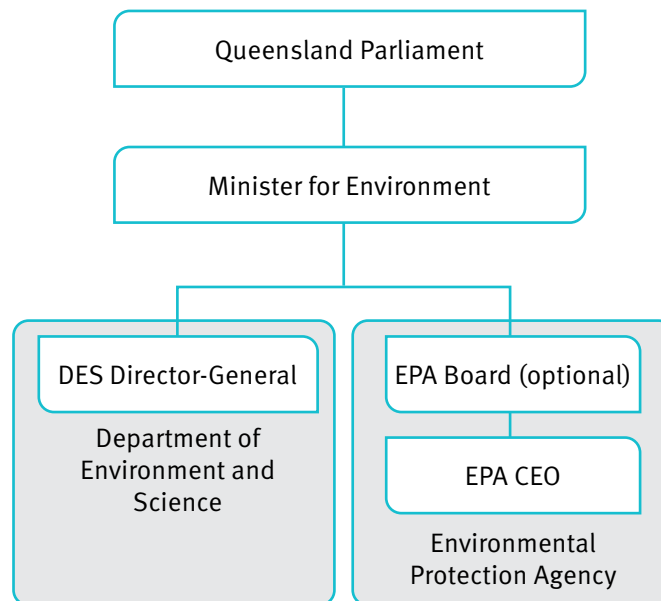 Queensland Parliament
Minister for Environment
DES Director-General
Department of
Environment and
Science
EPA Board (optional)
EPA CEO
Environmental
Protection Agency